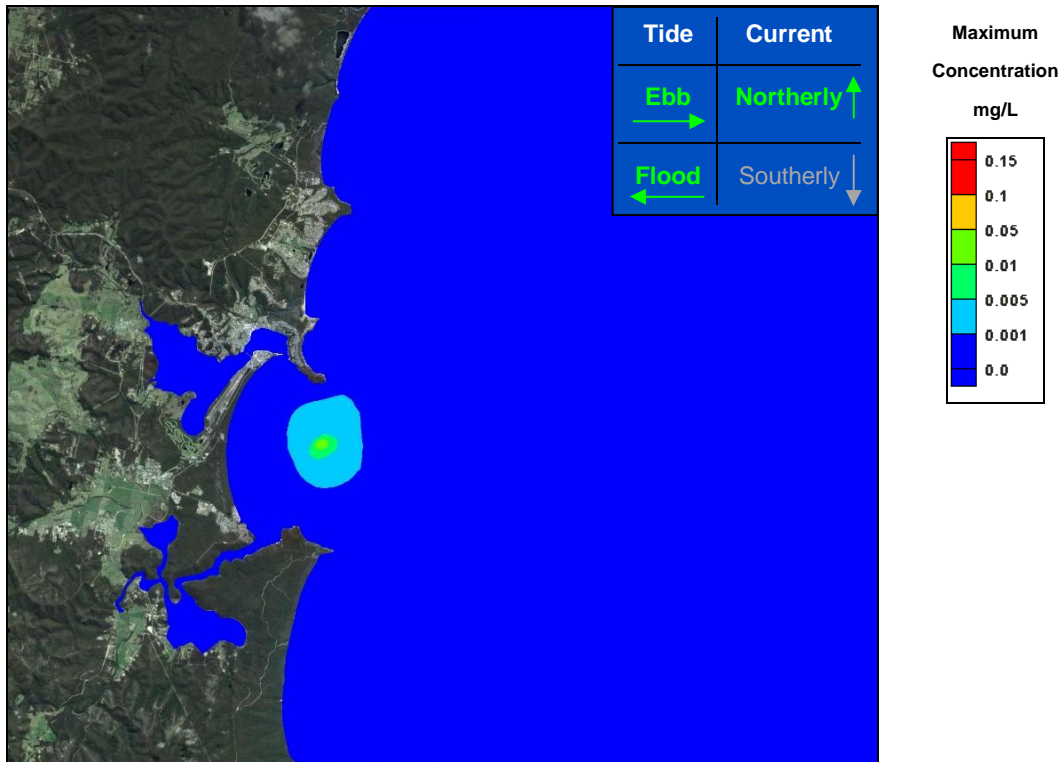 Tide Current
Ebb Northerly
Flood Southerly
Maximum
Concentration
mg/L
0.15
0.1
0.05
0.01
0.005
0.001
0.0